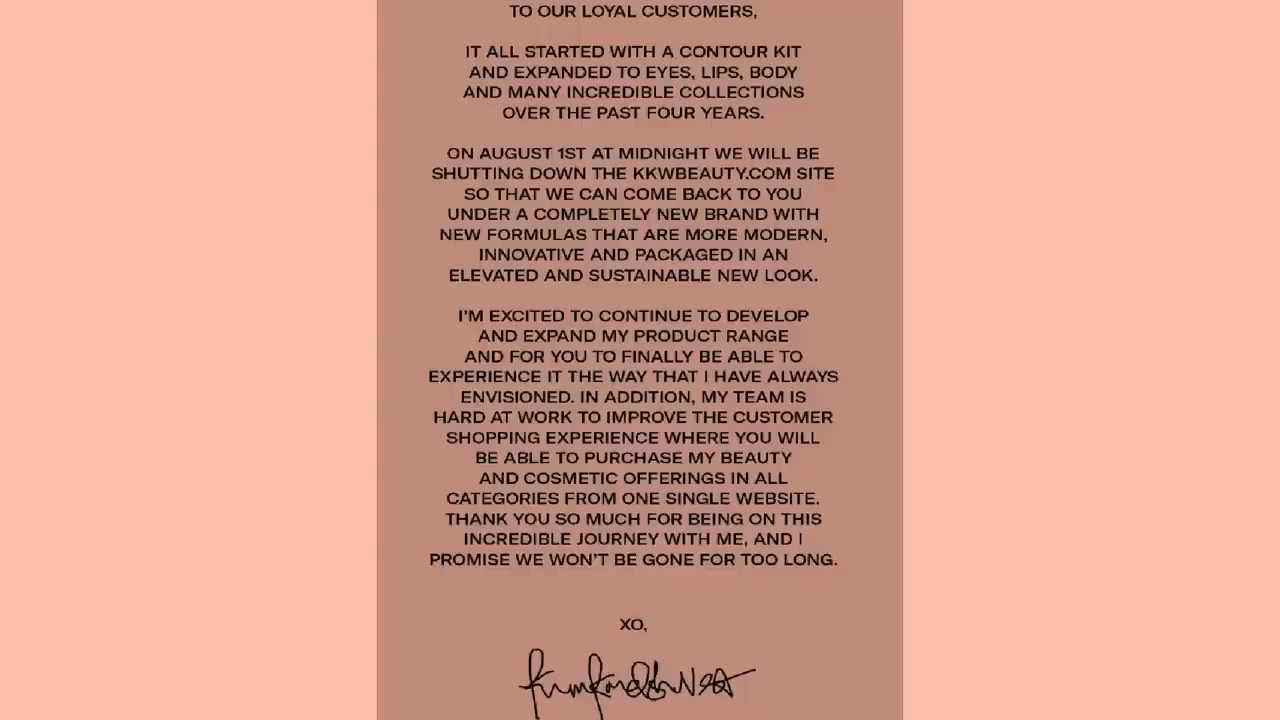 TO OUR LOYAL CUSTOMERS,
IT ALL STARTED WITH A CONTOUR KIT
AND EXPANDED TO EYES, LIPS, BODY
AND MANY INCREDIBLE COLLECTIONS
OVER THE PAST FOUR YEARS.
ON AUGUST 1ST AT MIDNIGHT WE WILL BE
SHUTTING DOWN THE KKWBEAUTY.COM SITE
SO THAT WE CAN COME BACK TO YOU
UNDER A COMPLETELY NEW BRAND WITH
NEW FORMULAS THAT ARE MORE MODERN,
INNOVATIVE AND PACKAGED IN AN
ELEVATED AND SUSTAINABLE NEW LOOK.
I'M EXCITED TO CONTINUE TO DEVELOP
AND EXPAND MY PRODUCT RANGE
AND FOR YOU TO FINALLY BE ABLE TO
EXPERIENCE IT THE WAY THAT I HAVE ALWAYS
ENVISIONED. IN ADDITION, MY TEAM IS
HARD AT WORK TO IMPROVE THE CUSTOMER
SHOPPING EXPERIENCE WHERE YOU WILL
BE ABLE TO PURCHASE MY BEAUTY
AND COSMETIC OFFERINGS IN ALL
CATEGORIES FROM ONE SINGLE WEBSITE.
THANK YOU SO MUCH FOR BEING ON THIS
INCREDIBLE JOURNEY WITH ME, AND I
PROMISE WE WON'T BE GONE FOR TOO LONG.
XO,